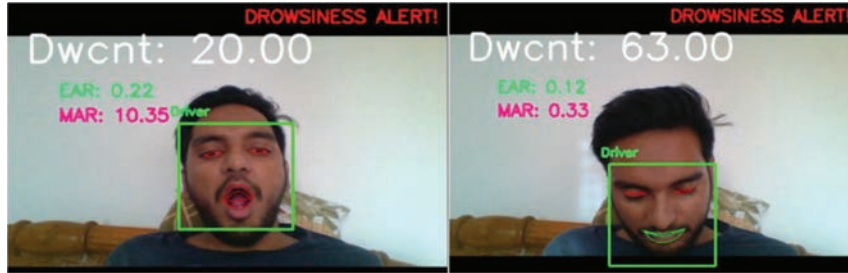 DROWSINESS ALERT!
Dwcnt: 20.00
EAR: 0.22
MAR: 10.35
Driver
DROWSINESS ALERT!
Dwcnt: 63.00
EAR: 0.12
MAR: 0.33
Driver